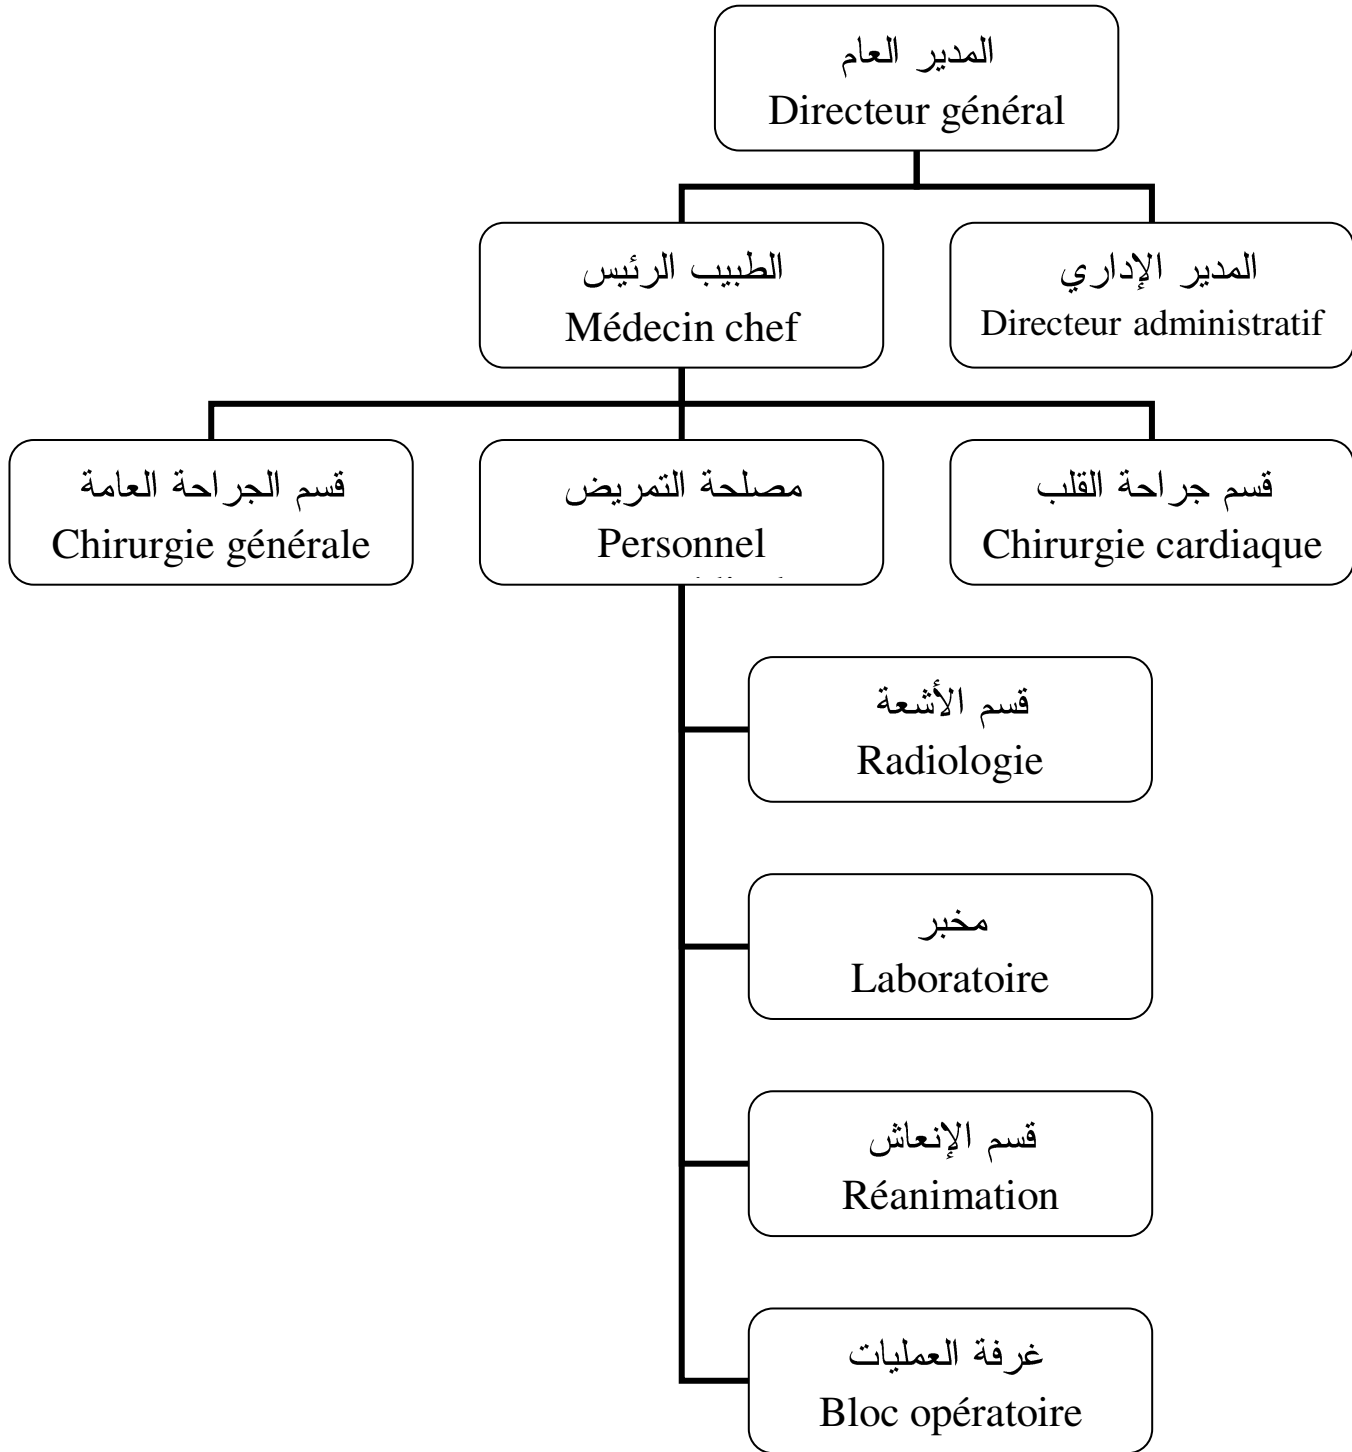 المدير العام
Directeur général
الطبيب الرئيس
Médecin chef
المدير الإداري
Directeur administratif
قسم الجراحة العامة
Chirurgie générale
مصلحة التمريض
Personnel
قسم جراحة القلب
Chirurgie cardiaque
قسم الأشعة
Radiologie
مخبر
Laboratoire
قسم الإنعاش
Réanimation
غرفة العمليات
Bloc opératoire